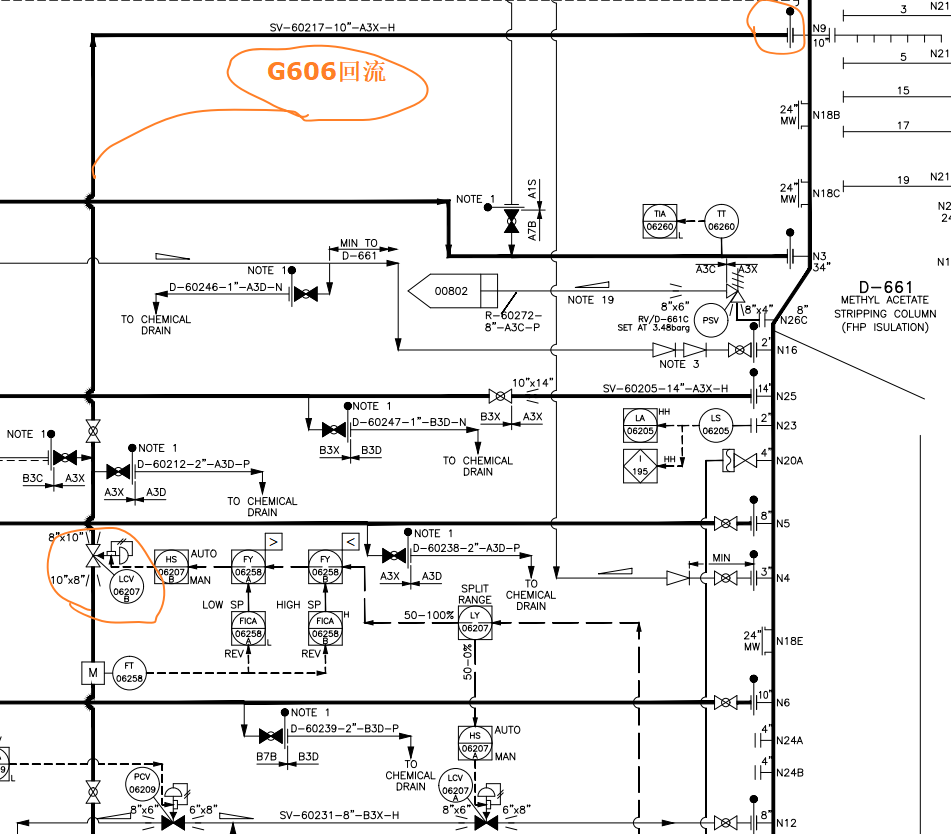 SV-60217-10"-A3X-H
G606回流
N9
10"
3
N21
5
N21
15
N21
24"
MW
N18B
17
N21
24"
MW
N18C
19
N21
N2
24
N1
NOTE 1
A1S
A7B
TIA
06260
L
TT
06260
MIN TO
D-661
N3
34"
A3C
A3X
NOTE 1
D-60246-1"-A3D-N
TO CHEMICAL
DRAIN
00802
NOTE 19
R-60272-
8"-A3C-P
8"x6"
RV/D-661C
SET AT 3.48barg
PSV
8"x4"
8"
N26C
D-661
METHYL ACETATE
STRIPPING COLUMN
(FHP ISULATION)
2"
N16
NOTE 3
10"x14"
SV-60205-14"-A3X-H
14"
N25
B3X
A3X
NOTE 1
D-60247-1"-B3D-N
B3X
B3D
TO CHEMICAL
DRAIN
LA
06205
HH
LS
06205
2"
N23
I
195
HH
4"
N20A
NOTE 1
B3C
A3X
NOTE 1
D-60212-2"-A3D-P
A3X
A3D
TO CHEMICAL
DRAIN
8"
N5
8"x10"
10"x8"
LCV
06207
B
HS
06207
B
AUTO
MAN
FY
06258
A
>
FY
06258
B
<
NOTE 1
D-60238-2"-A3D-P
A3X
A3D
TO
CHEMICAL
DRAIN
MIN
3"
N4
LOW SP
HIGH SP
FICA
06258
A
L
REV
FICA
06258
B
H
REV
50-100%
SPLIT
RANGE
LY
06207
50-0%
24"
MW
N18E
M
FT
06258
10"
N6
NOTE 1
D-60239-2"-B3D-P
B7B
B3D
TO
CHEMICAL
DRAIN
HS
06207
A
AUTO
MAN
4"
N24A
4"
N24B
L
PCV
06209
8"x6"
6"x8"
SV-60231-8"-B3X-H
LCV
06207
A
8"x6"
6"x8"
8"
N12